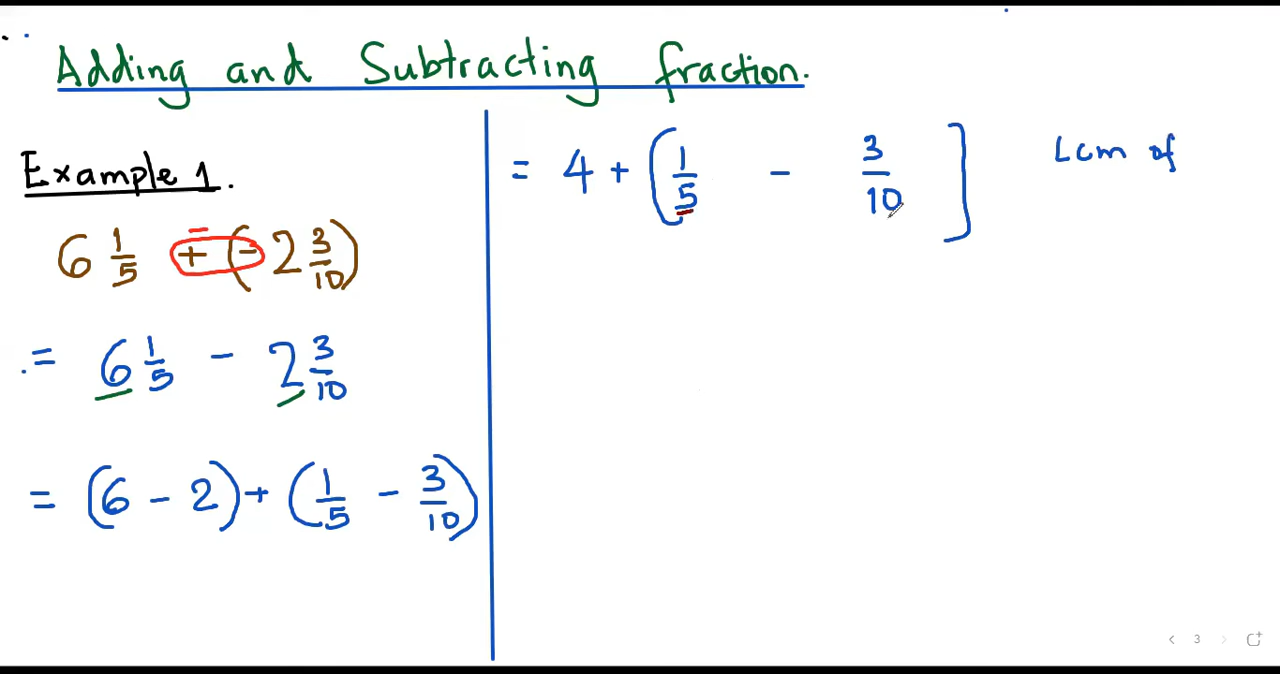 Adding and Subtracting fraction.
Example 1.
6 1/5 + (-2 3/10)
= 6 1/5 - 2 3/10
= (6 - 2) + (1/5 - 3/10)
= 4 + [1/5 - 3/10]
Lcm of
3